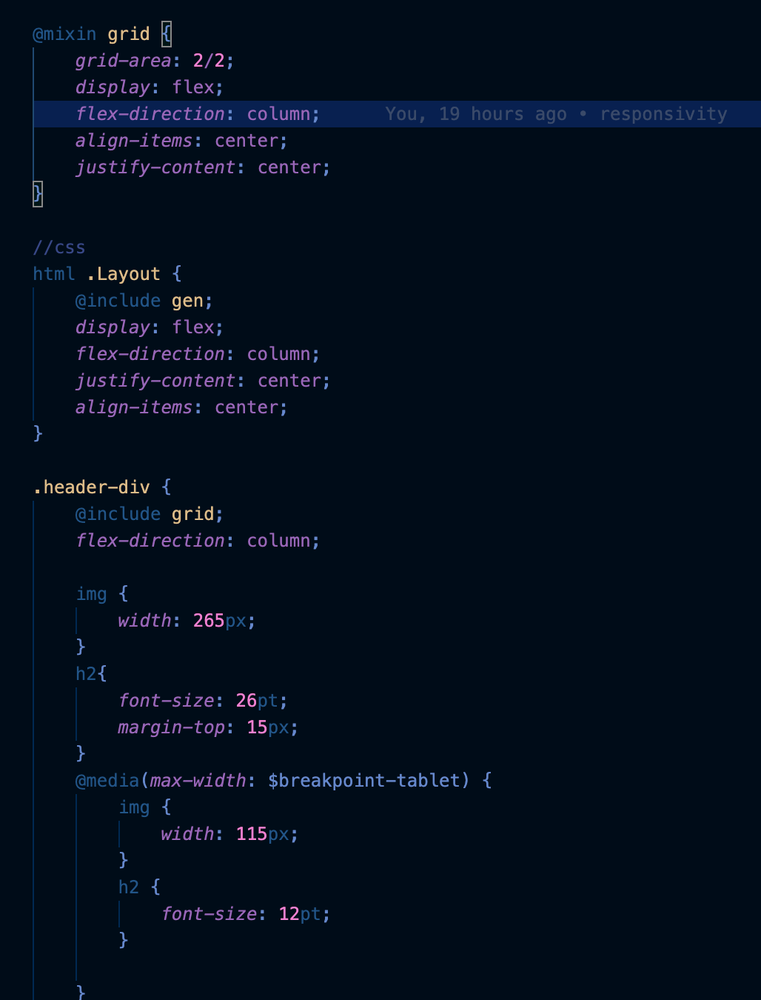 @mixin grid {
grid-area: 2/2;
display: flex;
flex-direction: column; You, 19 hours ago • responsivity
align-items: center;
justify-content: center;
}
//css
html .Layout {
@include gen;
display: flex;
flex-direction: column;
justify-content: center;
align-items: center;
}
.header-div {
@include grid;
flex-direction: column;
img {
width: 265px;
}
h2{
font-size: 26pt;
margin-top: 15px;
}
@media(max-width: $breakpoint-tablet) {
img {
width: 115px;
}
h2 {
font-size: 12pt;
}
}